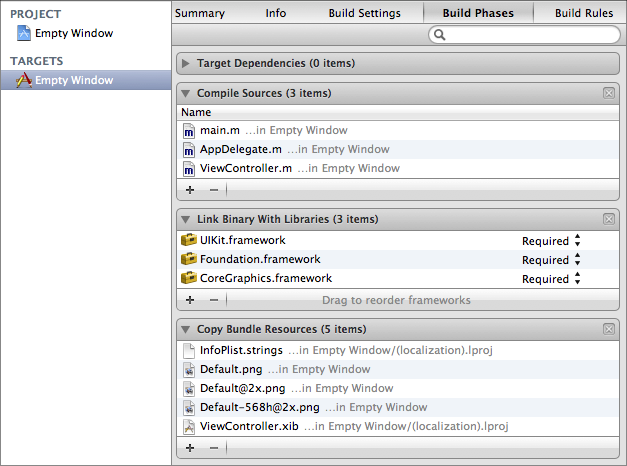 PROJECT
Empty Window
TARGETS
Empty Window
Summary Info Build Settings Build Phases Build Rules
Target Dependencies (0 items)
Compile Sources (3 items)
Name
main.m ...in Empty Window
AppDelegate.m ...in Empty Window
ViewController.m ...in Empty Window
+ −
Link Binary With Libraries (3 items)
UIKit.framework Required
Foundation.framework Required
CoreGraphics.framework Required
+ − Drag to reorder frameworks
Copy Bundle Resources (5 items)
InfoPlist.strings ...in Empty Window/(localization).lproj
Default.png ...in Empty Window
Default@2x.png ...in Empty Window
Default-568h@2x.png ...in Empty Window
ViewController.xib ...in Empty Window/(localization).lproj
+ −